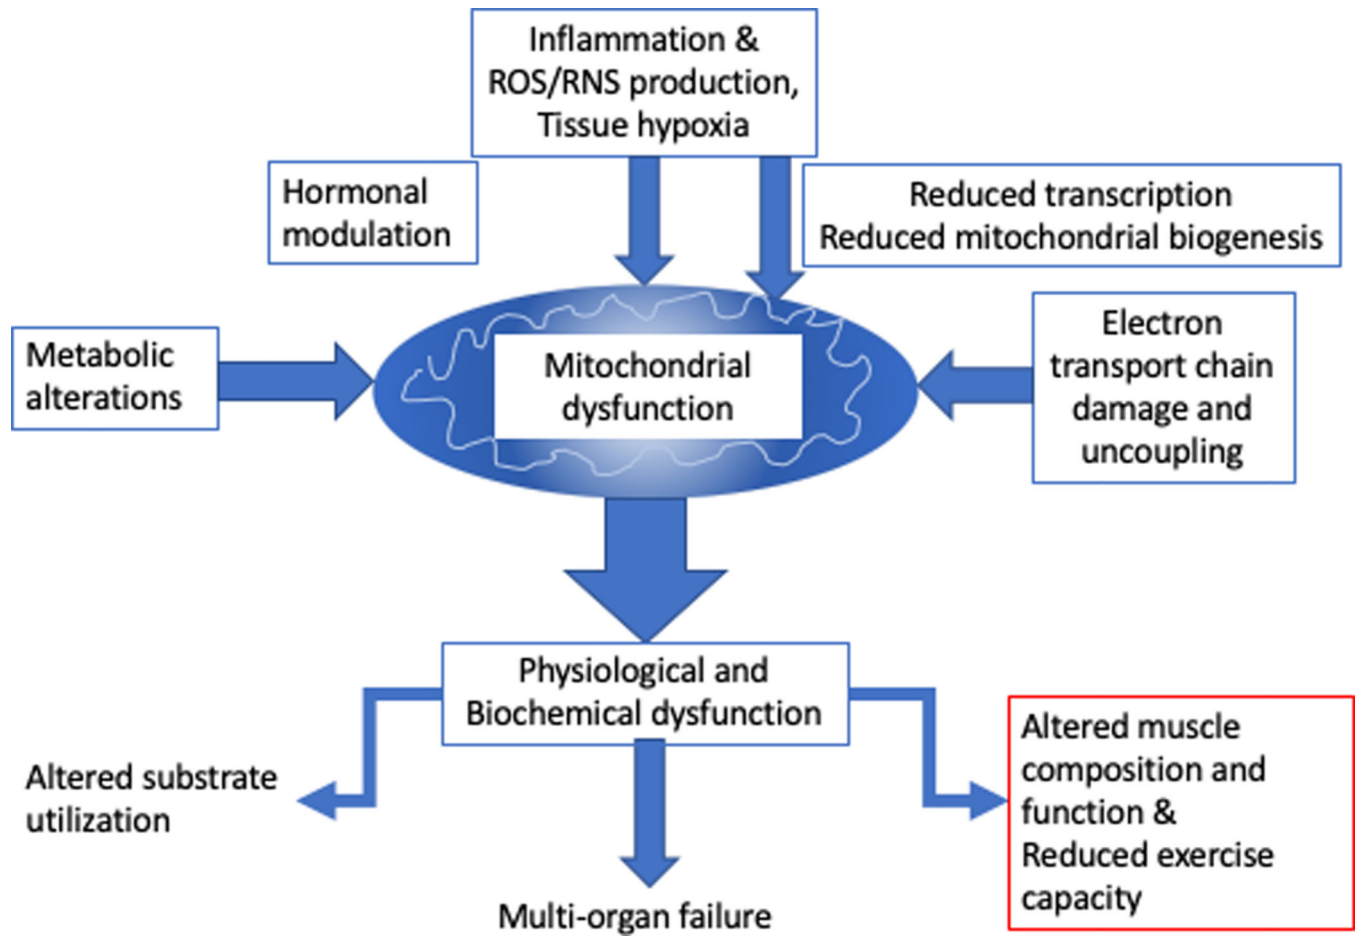 Inflammation &
ROS/RNS production,
Tissue hypoxia
Hormonal
modulation
Reduced transcription
Reduced mitochondrial biogenesis
Metabolic
alterations
Mitochondrial
dysfunction
Electron
transport chain
damage and
uncoupling
Physiological and
Biochemical dysfunction
Altered substrate
utilization
Multi-organ failure
Altered muscle
composition and
function &
Reduced exercise
capacity